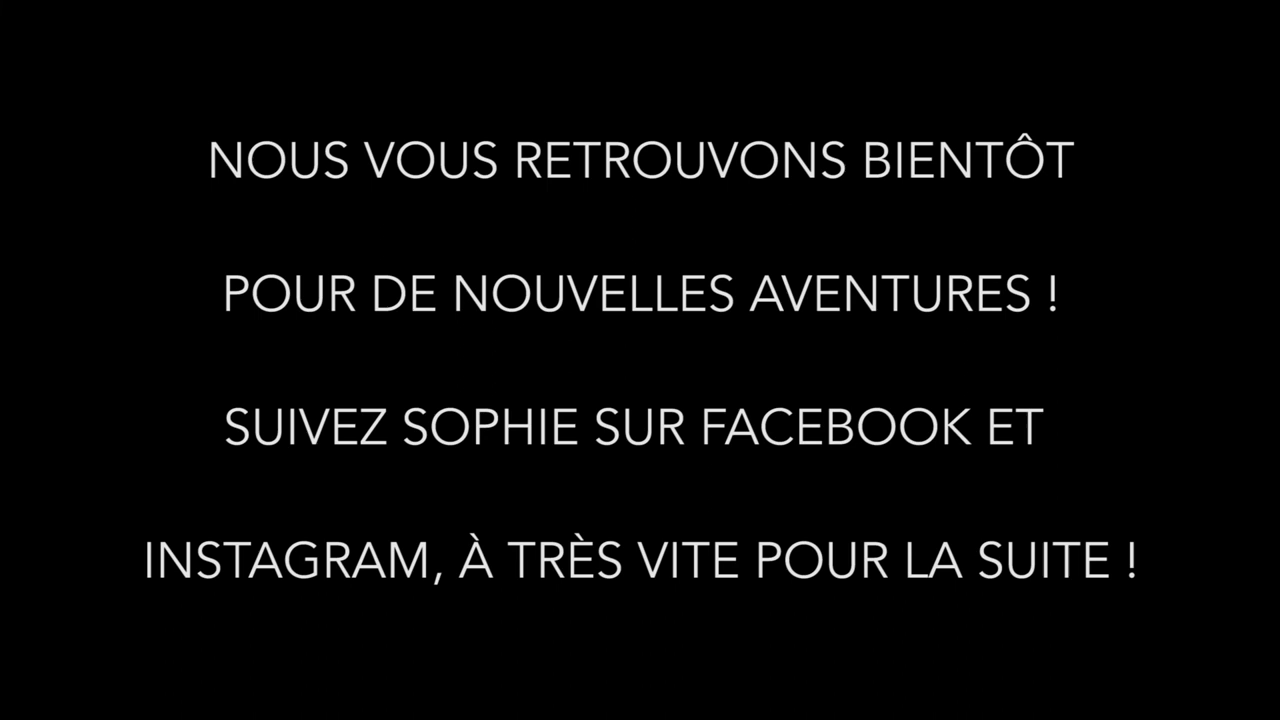 NOUS VOUS RETROUVONS BIENTÔT
POUR DE NOUVELLES AVENTURES !
SUIVEZ SOPHIE SUR FACEBOOK ET
INSTAGRAM, À TRÈS VITE POUR LA SUITE !